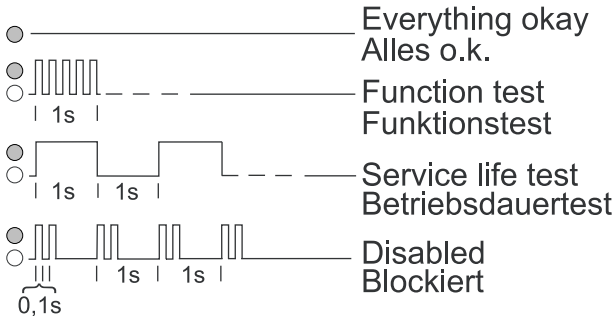 Everything okay
Alles o.k.
Function test
1s
Funktionstest
Service life test
1s 1s
Betriebsdauertest
Disabled
1s 1s
Blockiert
0,1s